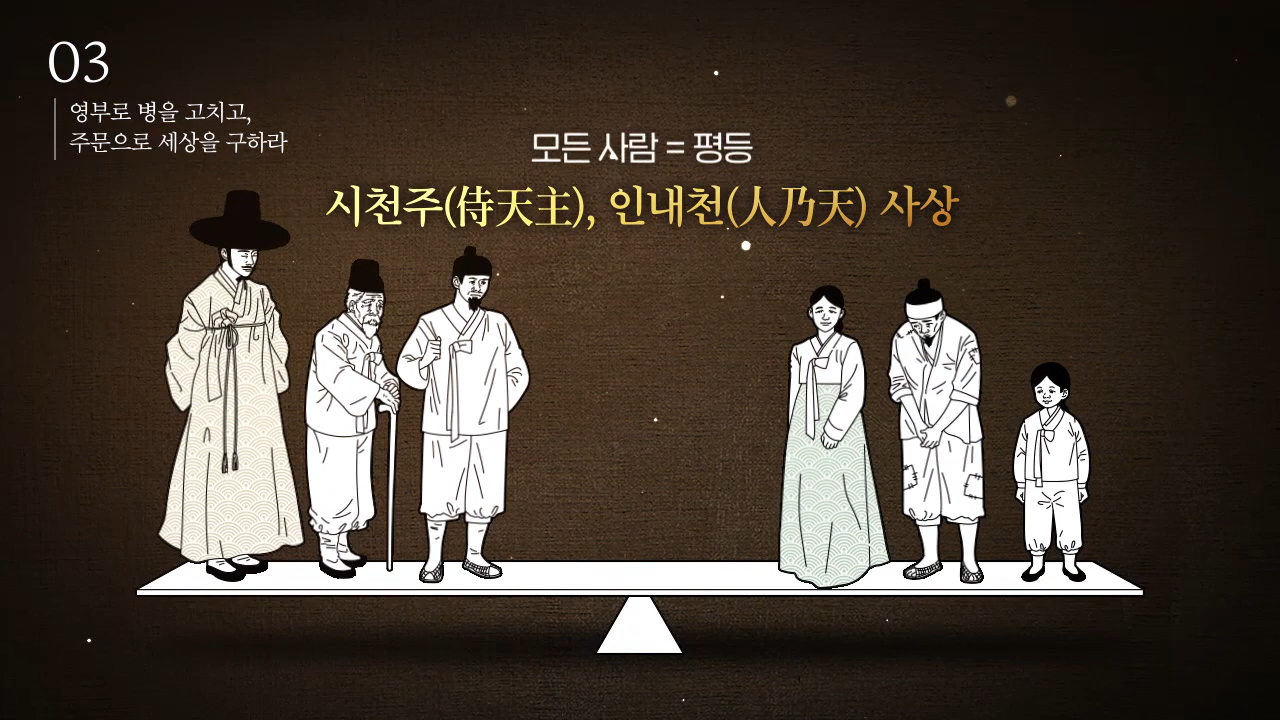 03
영부로 병을 고치고,
주문으로 세상을 구하라
모든 사람 = 평등
시천주(侍天主), 인내천(人乃天) 사상